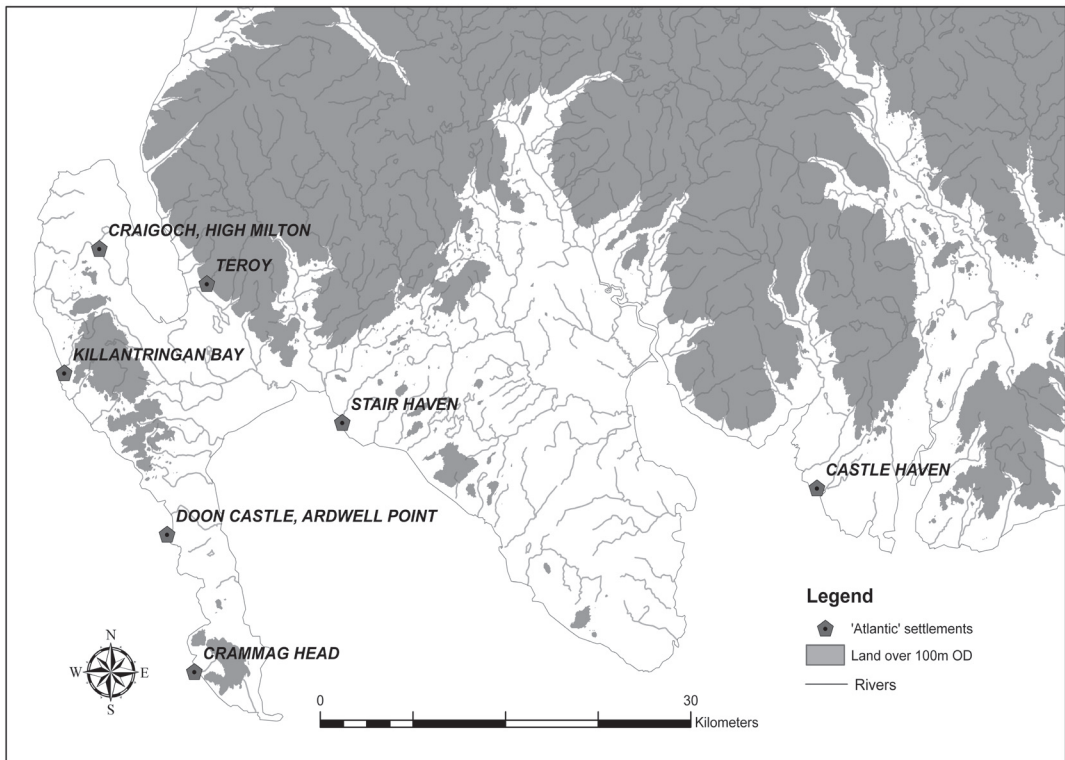 CRAIGOCH, HIGH MILTON
TEROY
KILLANTRINGAN BAY
STAIR HAVEN
CASTLE HAVEN
DOON CASTLE, ARDWELL POINT
CRAMMAG HEAD
N
W E
S
Legend
'Atlantic' settlements
Land over 100m OD
Rivers
0 30
Kilometers